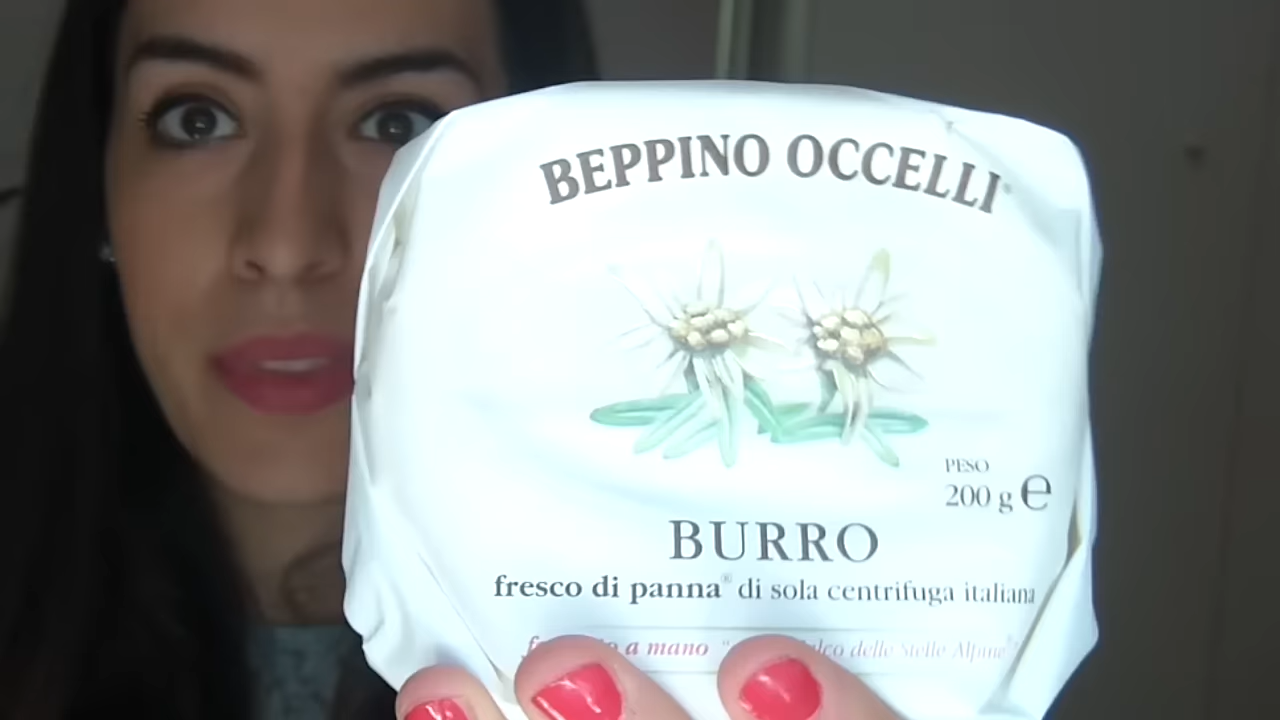 BEPPINO OCCELLI
PESO
200 g e
BURRO
fresco di panna® di sola centrifuga italiana
a mano delle Stelle Alpine®